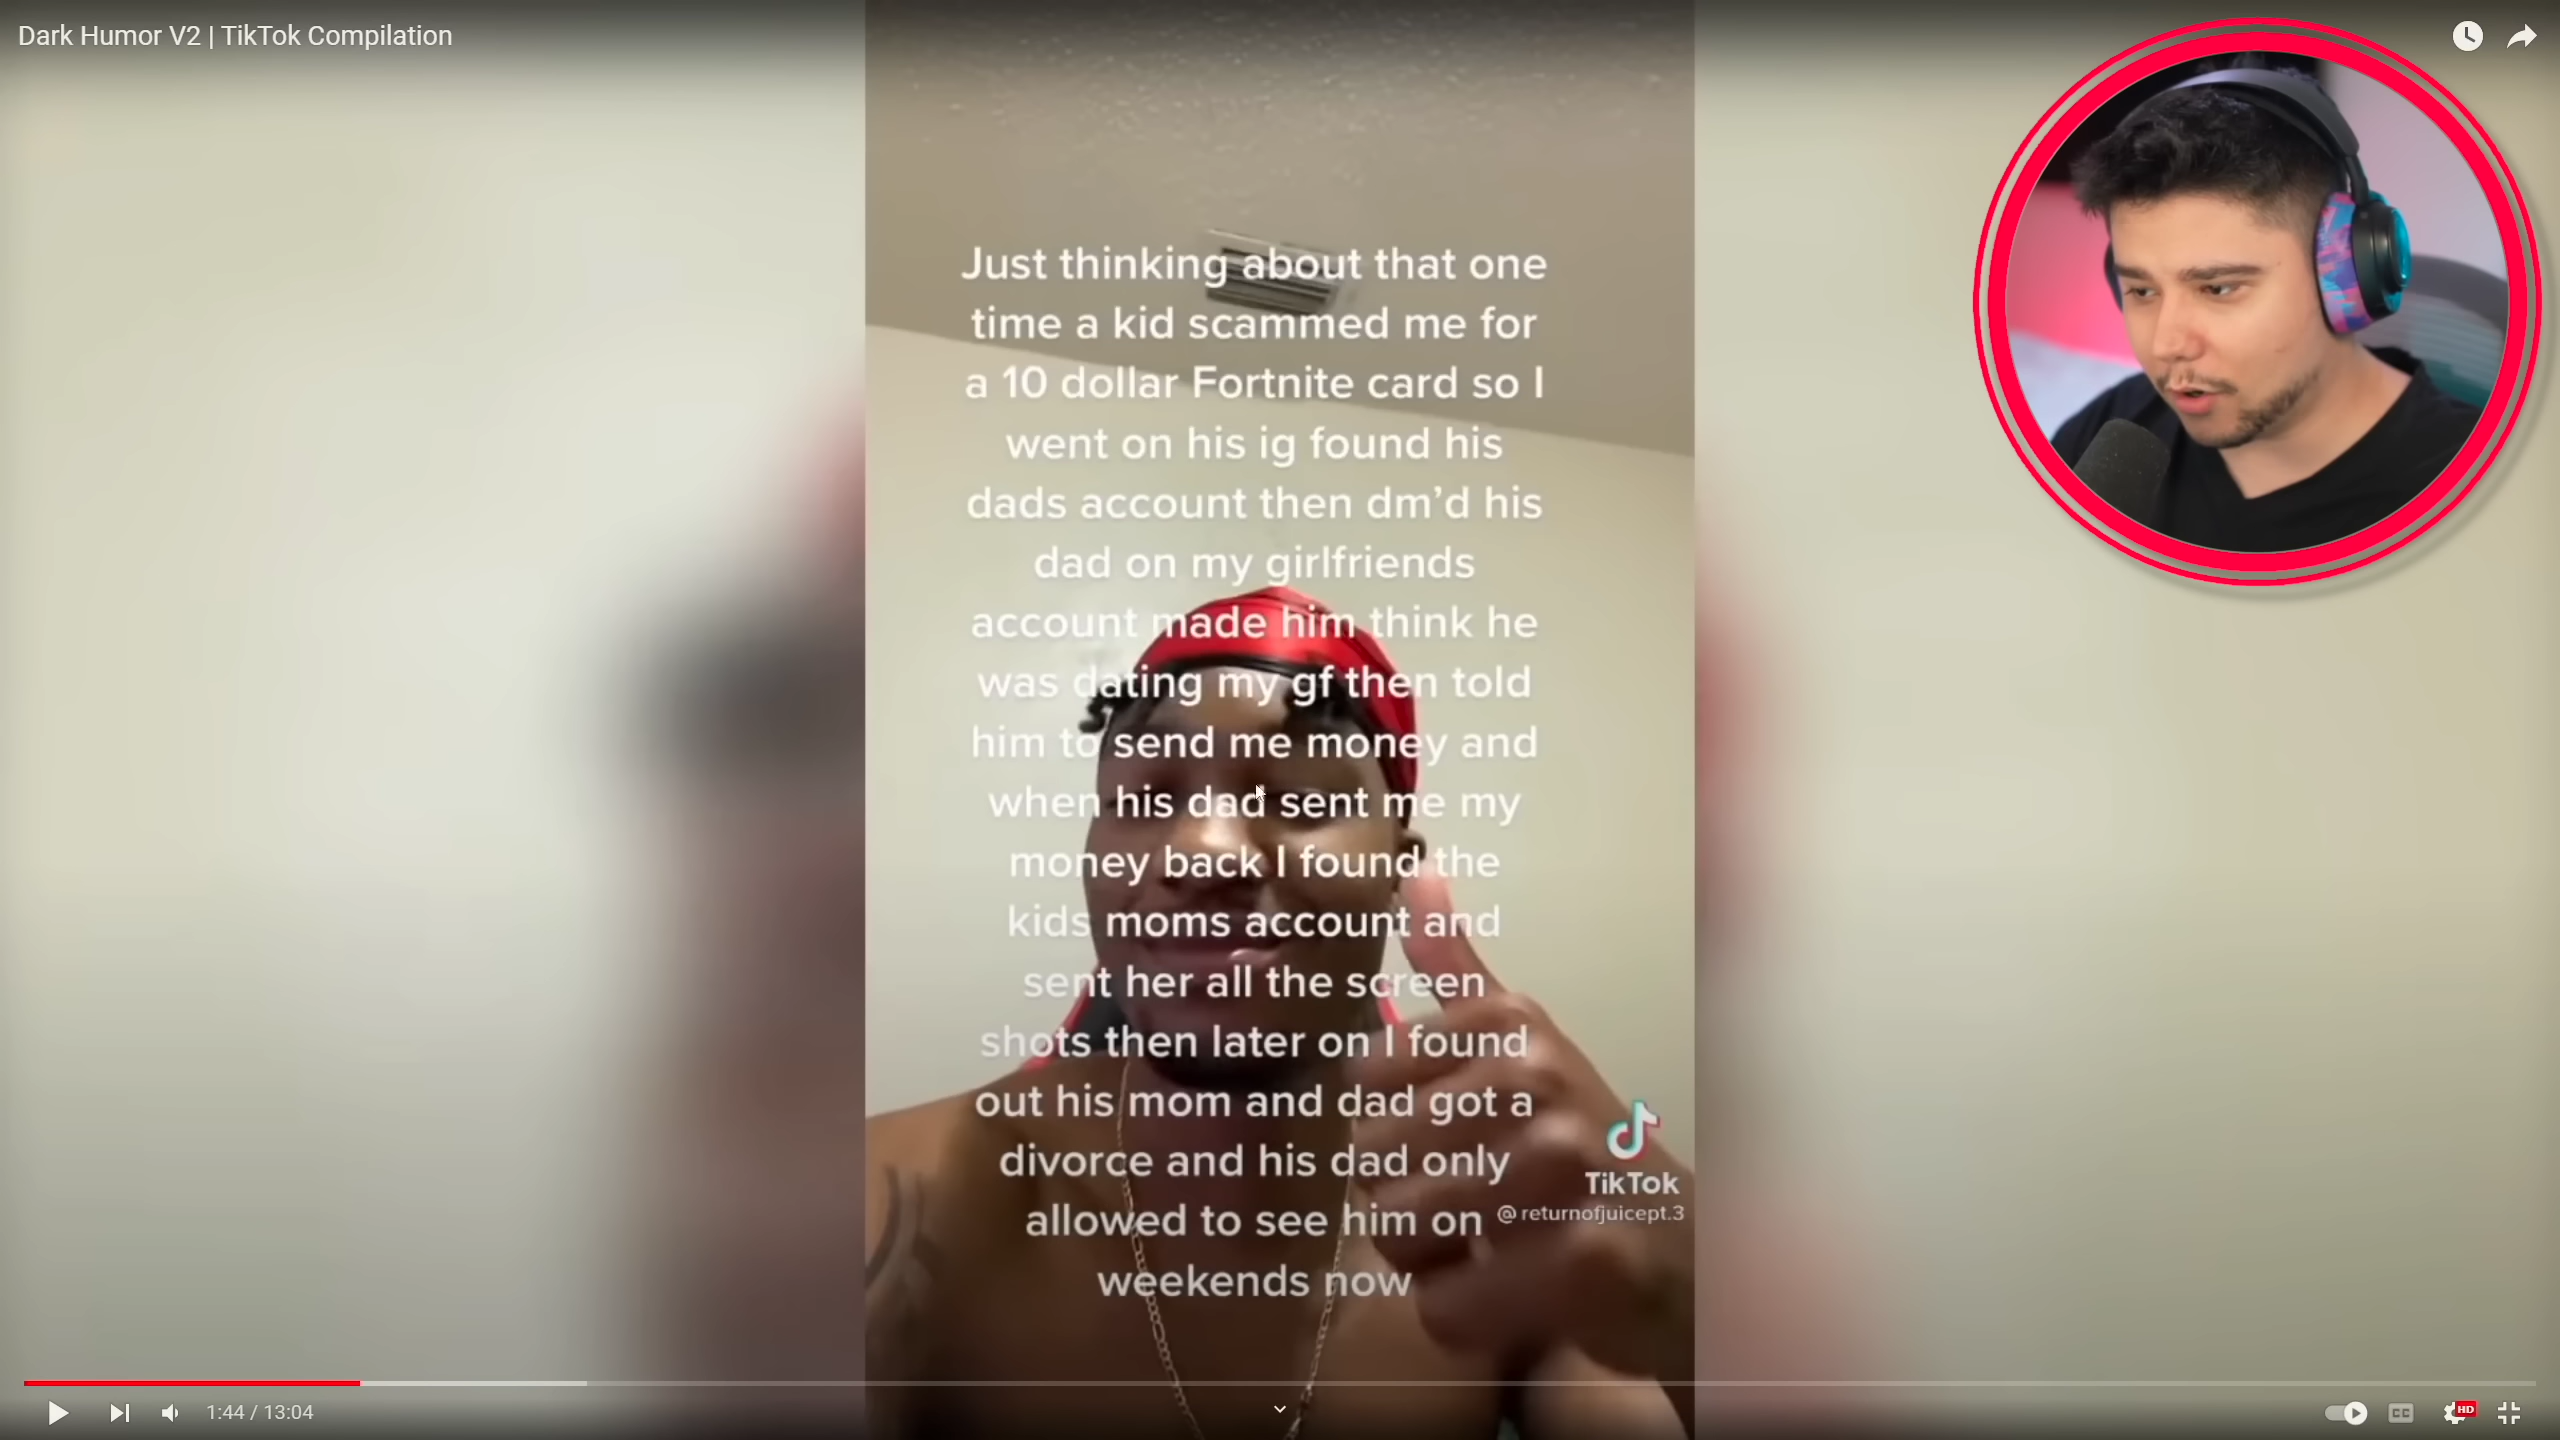 Dark Humor V2 | TikTok Compilation
Just thinking about that one
time a kid scammed me for
a 10 dollar Fortnite card so I
went on his ig found his
dads account then dm’d his
dad on my girlfriends
account made him think he
was dating my gf then told
him to send me money and
when his dad sent me my
money back I found the
kids moms account and
sent her all the screen
shots then later on I found
out his mom and dad got a
divorce and his dad only
allowed to see him on
weekends now
TikTok
@returnofjuicept.3
1:44 / 13:04
CC
HD